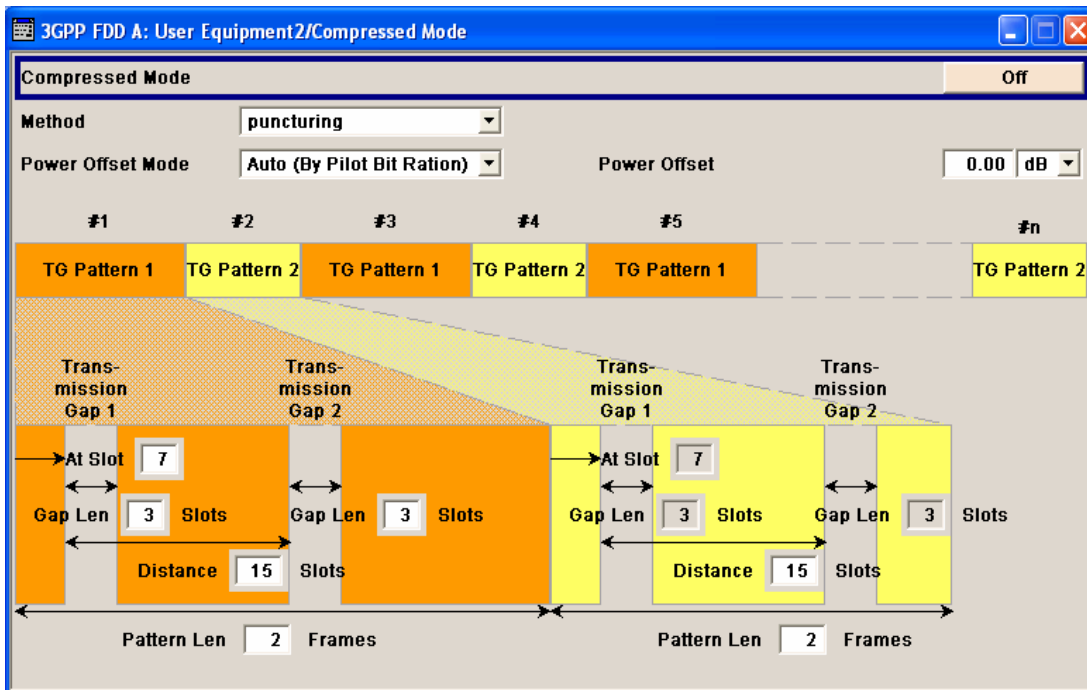 3GPP FDD A: User Equipment2/Compressed Mode
Compressed Mode Off
Method puncturing
Power Offset Mode Auto (By Pilot Bit Ration) Power Offset 0.00 dB
#1 #2 #3 #4 #5 #n
TG Pattern 1 TG Pattern 2 TG Pattern 1 TG Pattern 2 TG Pattern 1 TG Pattern 2
Trans- Trans- Trans- Trans-
mission mission mission mission
Gap 1 Gap 2 Gap 1 Gap 2
At Slot 7 At Slot 7
Gap Len 3 Slots Gap Len 3 Slots Gap Len 3 Slots Gap Len 3 Slots
Distance 15 Slots Distance 15 Slots
Pattern Len 2 Frames Pattern Len 2 Frames